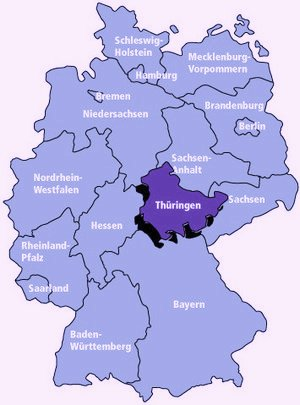 Schleswig-
Holstein
Mecklenburg-
Vorpommern
Hamburg
Bremen
Niedersachsen
Brandenburg
Berlin
Sachsen-
Anhalt
Nordrhein-
Westfalen
Thüringen
Sachsen
Hessen
Rheinland-
Pfalz
Saarland
Bayern
Baden-
Württemberg